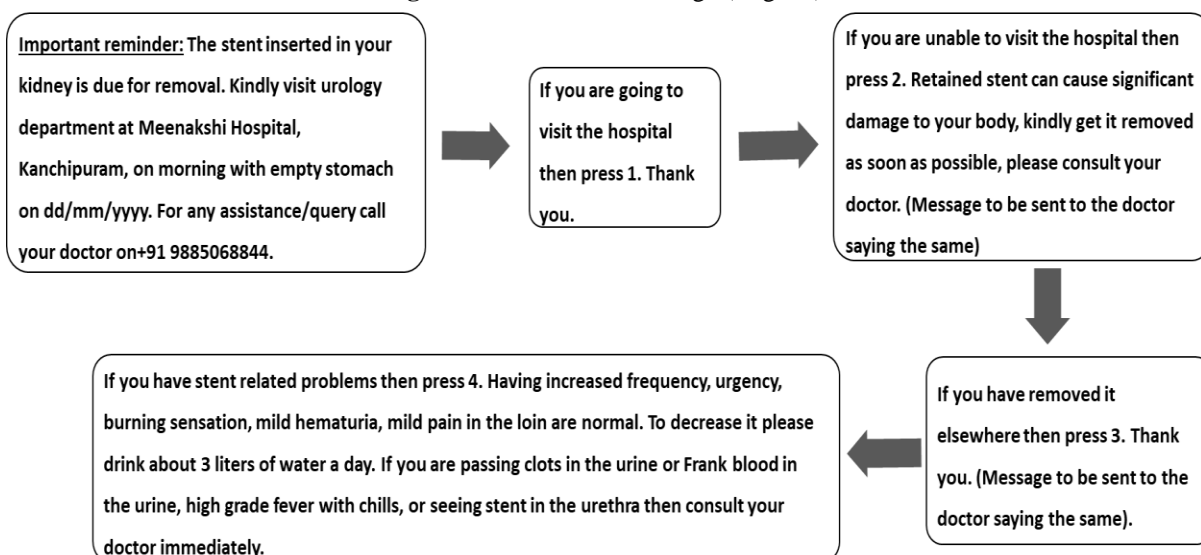 Important reminder: The stent inserted in your
kidney is due for removal. Kindly visit urology
department at Meenakshi Hospital,
Kanchipuram, on morning with empty stomach
on dd/mm/yyyy. For any assistance/query call
your doctor on+91 9885068844.
If you are going to
visit the hospital
then press 1. Thank
you.
If you are unable to visit the hospital then
press 2. Retained stent can cause significant
damage to your body, kindly get it removed
as soon as possible, please consult your
doctor. (Message to be sent to the doctor
saying the same)
If you have removed it
elsewhere then press 3. Thank
you. (Message to be sent to the
doctor saying the same).
If you have stent related problems then press 4. Having increased frequency, urgency,
burning sensation, mild hematuria, mild pain in the loin are normal. To decrease it please
drink about 3 liters of water a day. If you are passing clots in the urine or Frank blood in
the urine, high grade fever with chills, or seeing stent in the urethra then consult your
doctor immediately.